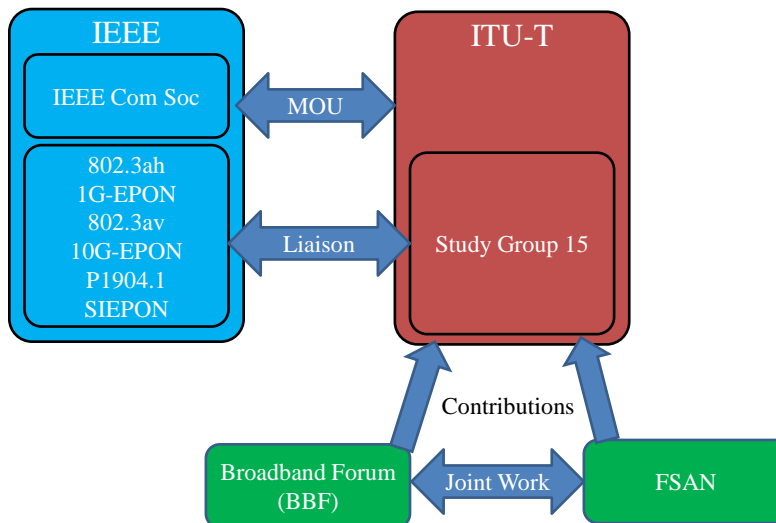 IEEE
IEEE Com Soc
802.3ah
1G-EPON
802.3av
10G-EPON
P1904.1
SIEPON
MOU
Liaison
ITU-T
Study Group 15
Contributions
Broadband Forum
(BBF)
Joint Work
FSAN